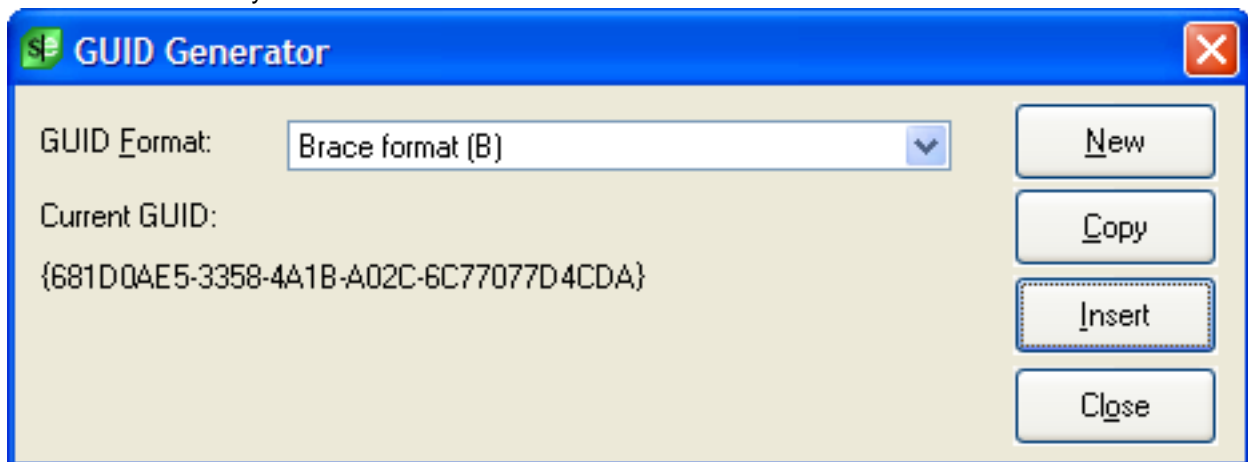 GUID Generator
GUID Format: Brace format (B)
New
Current GUID:
Copy
{681D0AE5-3358-4A1B-A02C-6C77077D4CDA}
Insert
Close